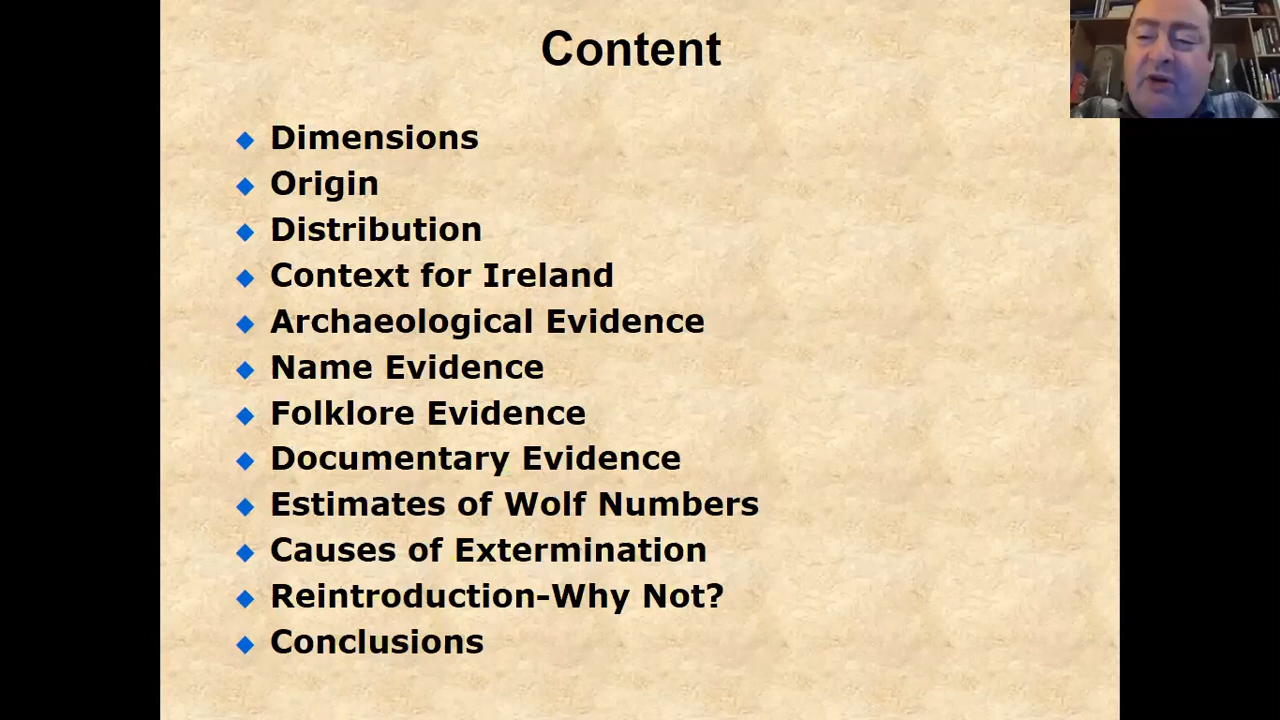 Content
Dimensions
Origin
Distribution
Context for Ireland
Archaeological Evidence
Name Evidence
Folklore Evidence
Documentary Evidence
Estimates of Wolf Numbers
Causes of Extermination
Reintroduction-Why Not?
Conclusions